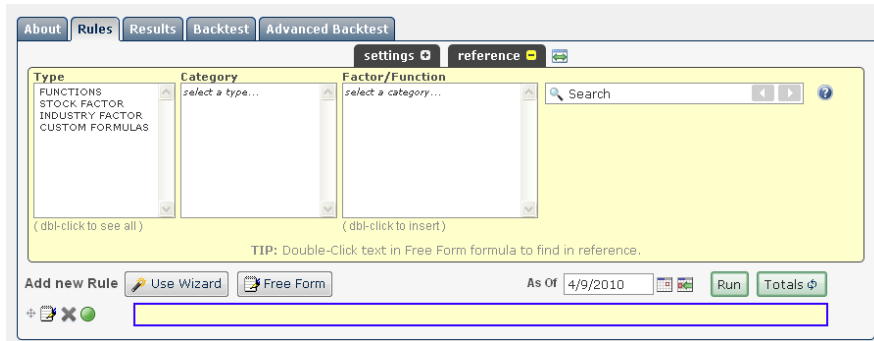 About Rules Results Backtest Advanced Backtest
settings reference
Type Category Factor/Function
FUNCTIONS select a type... select a category... Search
STOCK FACTOR
INDUSTRY FACTOR
CUSTOM FORMULAS
( dbl-click to see all ) ( dbl-click to insert )
TIP: Double-Click text in Free Form formula to find in reference.
Add new Rule Use Wizard Free Form As Of 4/9/2010 Run Totals